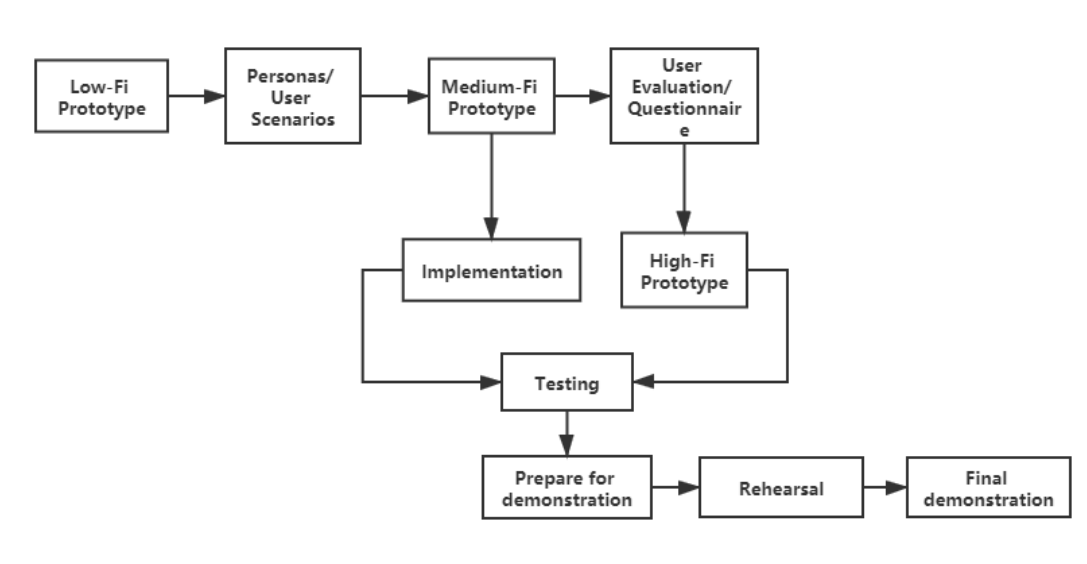 Low-Fi
Prototype
Personas/
User
Scenarios
Medium-Fi
Prototype
User
Evaluation/
Questionnair
e
Implementation
High-Fi
Prototype
Testing
Prepare for
demonstration
Rehearsal
Final
demonstration